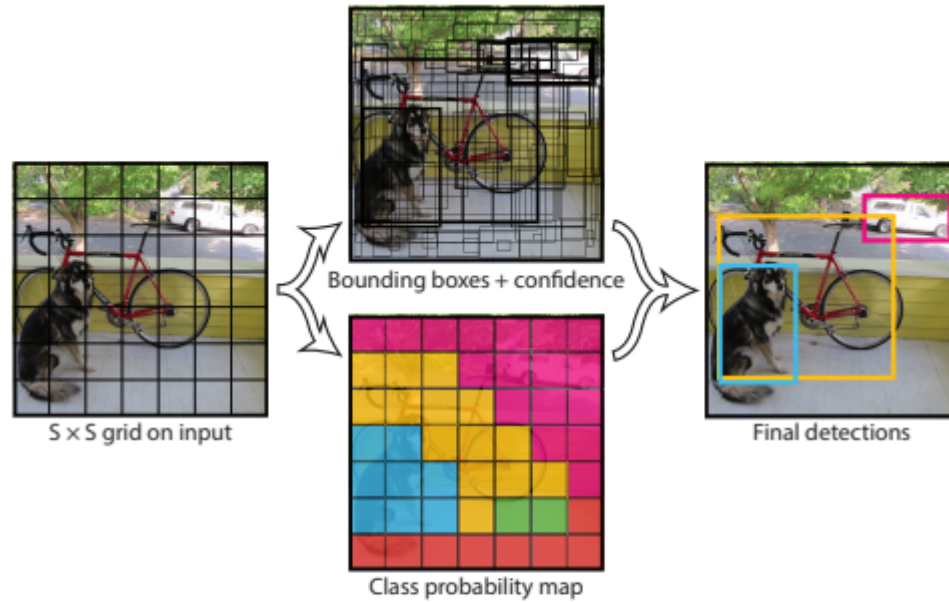 Bounding boxes + confidence
S × S grid on input
Final detections
Class probability map